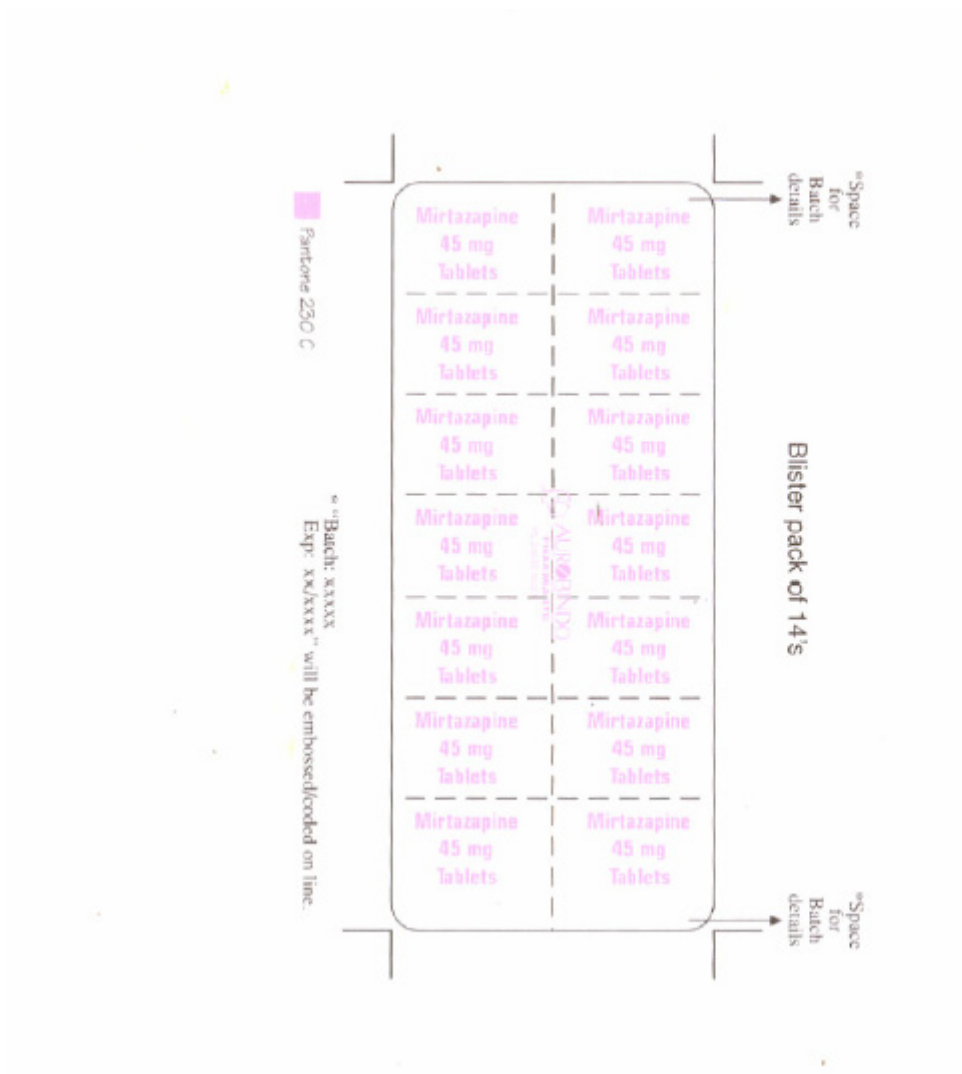 *Space
for
Batch
details
Pantone 230 C
Mirtazapine
45 mg
Tablets
Mirtazapine
45 mg
Tablets
Mirtazapine
45 mg
Tablets
Mirtazapine
45 mg
Tablets
Mirtazapine
45 mg
Tablets
Mirtazapine
45 mg
Tablets
Mirtazapine
45 mg
Tablets
Mirtazapine
45 mg
Tablets
Mirtazapine
45 mg
Tablets
Mirtazapine
45 mg
Tablets
Mirtazapine
45 mg
Tablets
Mirtazapine
45 mg
Tablets
Mirtazapine
45 mg
Tablets
Mirtazapine
45 mg
Tablets
AUROBINDO
Blister pack of 14's
* "Batch: xxxxx
Exp: xx/xxxx" will be embossed/coded on line.
*Space
for
Batch
details